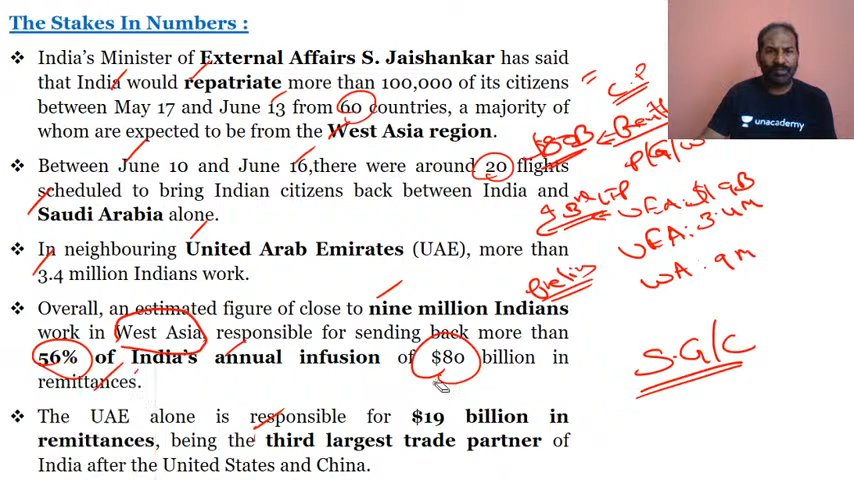 The Stakes In Numbers :
❖ India's Minister of External Affairs S. Jaishankar has said
that India would repatriate more than 100,000 of its citizens
between May 17 and June 13 from 60 countries, a majority of
whom are expected to be from the West Asia region.
❖ Between June 10 and June 16,there were around 20 flights
scheduled to bring Indian citizens back between India and
Saudi Arabia alone.
❖ In neighbouring United Arab Emirates (UAE), more than
3.4 million Indians work.
❖ Overall, an estimated figure of close to nine million Indians
work in West Asia, responsible for sending back more than
56% of India's annual infusion of $80 billion in
remittances.
❖ The UAE alone is responsible for $19 billion in
remittances, being the third largest trade partner of
India after the United States and China.
unacademy
C.P
$80B
UEA: $19B
UEA: 3.4M
WA: 9M
S.G/C